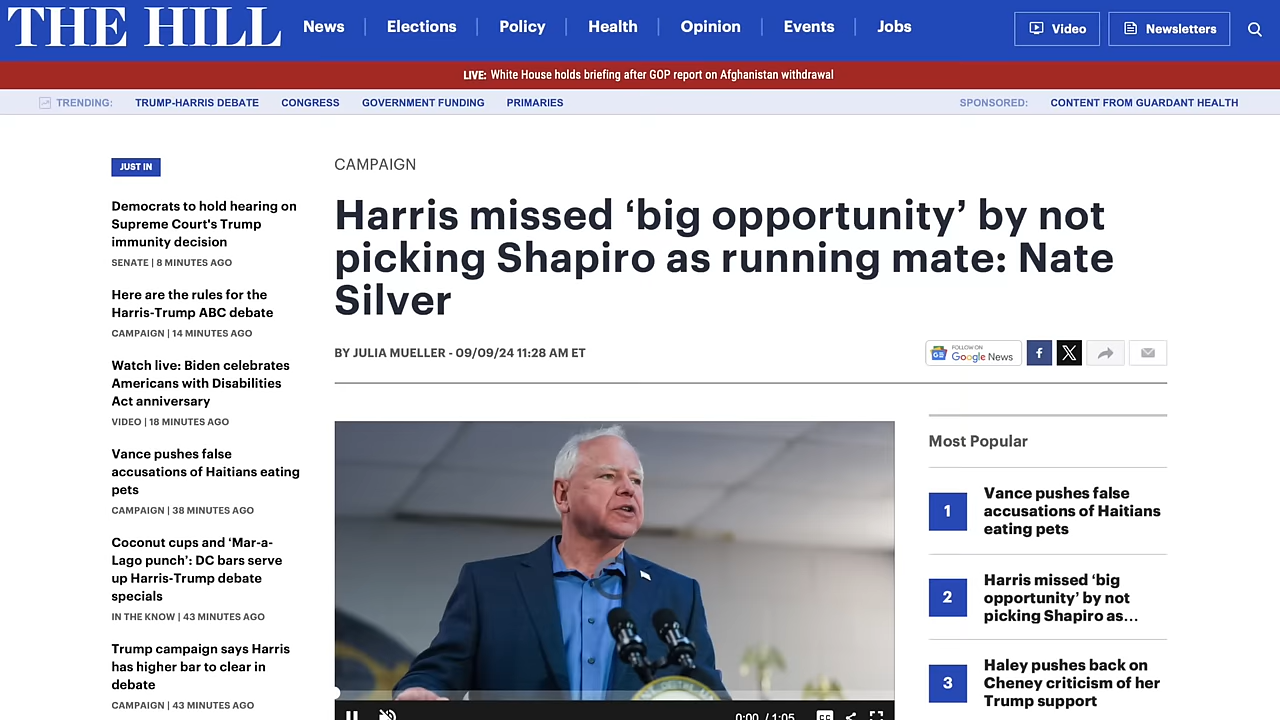 THE HILL
News
Elections
Policy
Health
Opinion
Events
Jobs
Video
Newsletters
LIVE: White House holds briefing after GOP report on Afghanistan withdrawal
TRENDING:
TRUMP-HARRIS DEBATE
CONGRESS
GOVERNMENT FUNDING
PRIMARIES
SPONSORED:
CONTENT FROM GUARDANT HEALTH
JUST IN
Democrats to hold hearing on
Supreme Court's Trump
immunity decision
SENATE | 8 MINUTES AGO
Here are the rules for the
Harris-Trump ABC debate
CAMPAIGN | 14 MINUTES AGO
Watch live: Biden celebrates
Americans with Disabilities
Act anniversary
VIDEO | 18 MINUTES AGO
Vance pushes false
accusations of Haitians eating
pets
CAMPAIGN | 38 MINUTES AGO
Coconut cups and ‘Mar-a-
Lago punch’: DC bars serve
up Harris-Trump debate
specials
IN THE KNOW | 43 MINUTES AGO
Trump campaign says Harris
has higher bar to clear in
debate
CAMPAIGN | 43 MINUTES AGO
CAMPAIGN
Harris missed ‘big opportunity’ by not
picking Shapiro as running mate: Nate
Silver
BY JULIA MUELLER - 09/09/24 11:28 AM ET
FOLLOW ON
Google News
0:00 / 1:05
Most Popular
1
Vance pushes false
accusations of Haitians
eating pets
2
Harris missed ‘big
opportunity’ by not
picking Shapiro as…
3
Haley pushes back on
Cheney criticism of her
Trump support